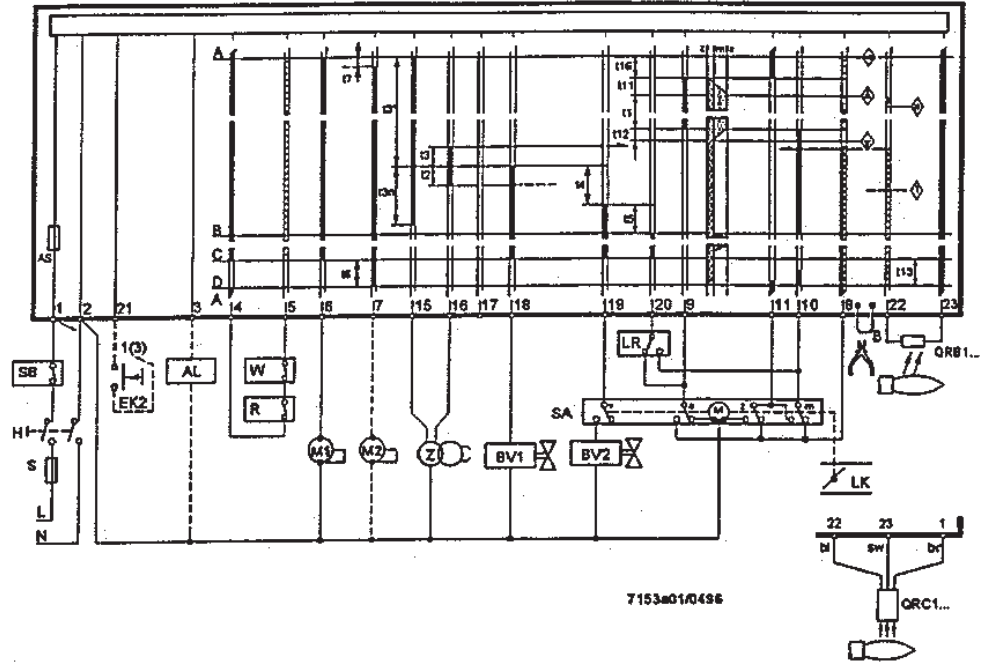 A
t7
t3'
t3n
t3
t2
t4
t5
t16
t11
t1
t12
z
m
B
C
D
A
t6
t13
AS
1 2 21 3 4 5 6 7 15 16 17 18 19 20 9 11 10 8 22 23
1(3)
EK2
SB
H
S
L
N
AL
W
R
M1
M2
Z
BV1
BV2
LR
SA
M
z
m
LK
B
QRB1...
22 23 1
bl sw br
QRC1...
7153a01/0496